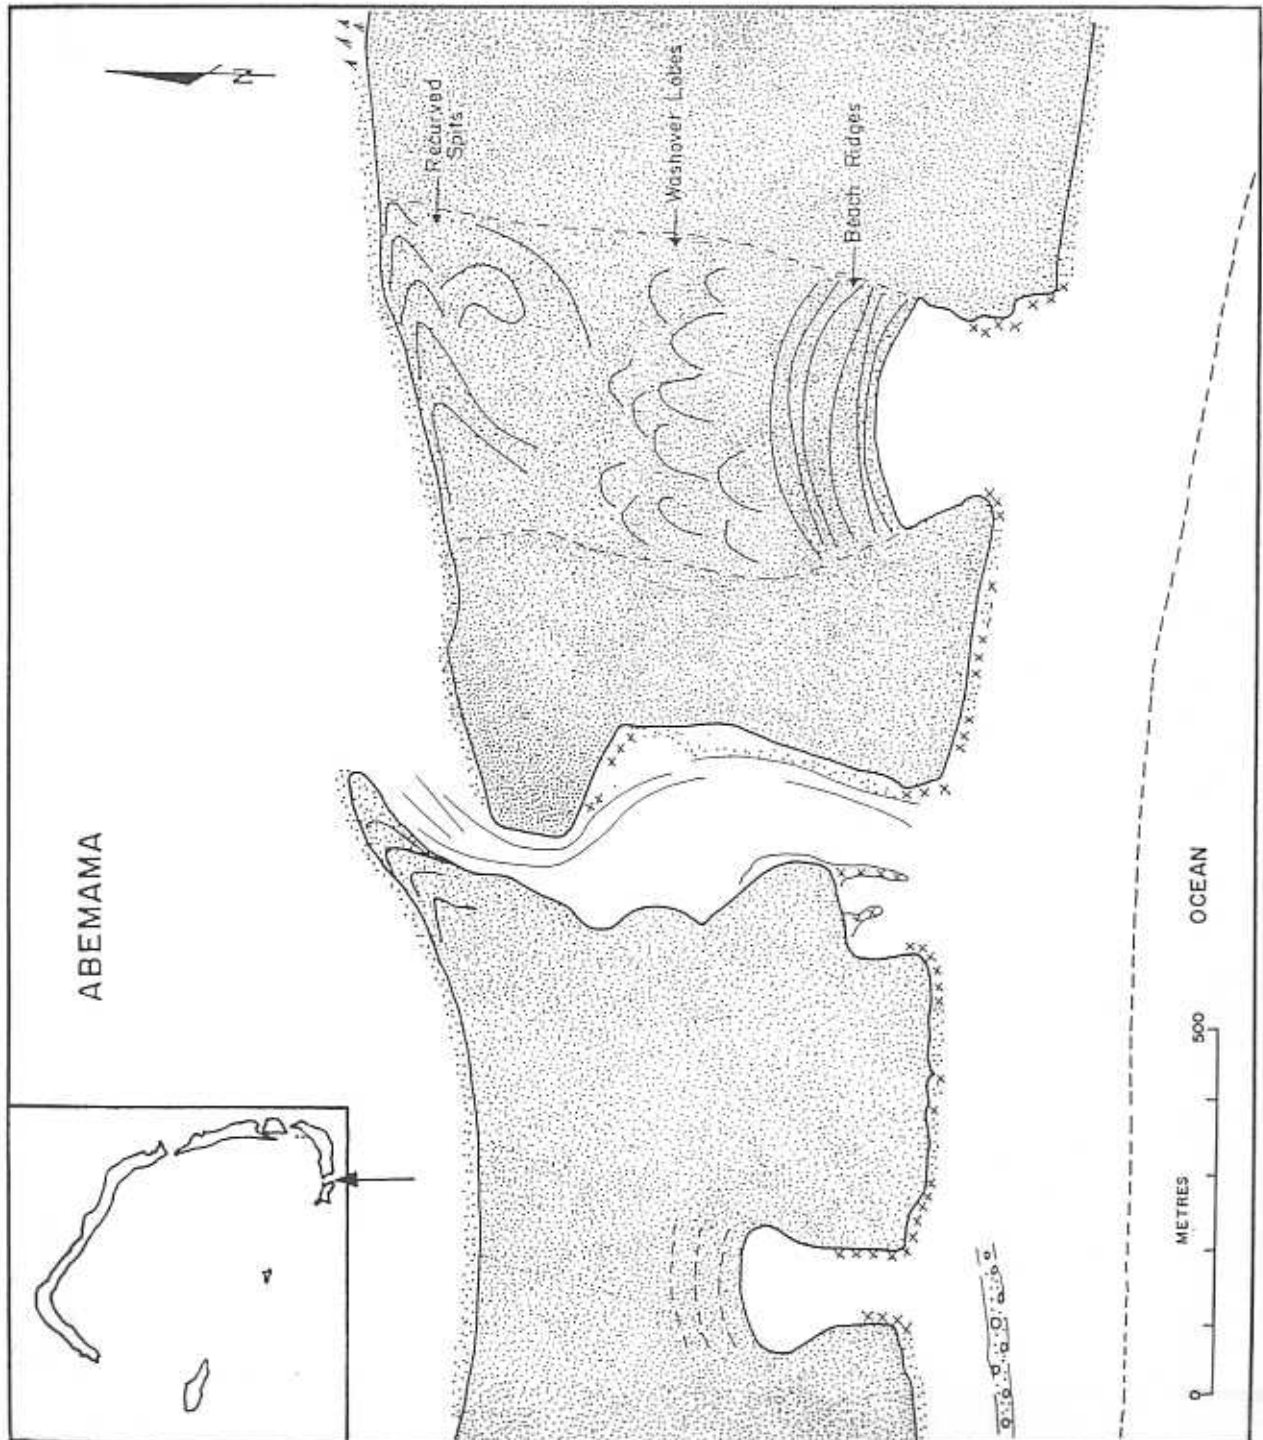 N
Recurved
Spits
Washover Lobes
Beach Ridges
ABEMAMA
OCEAN
0
500
METRES